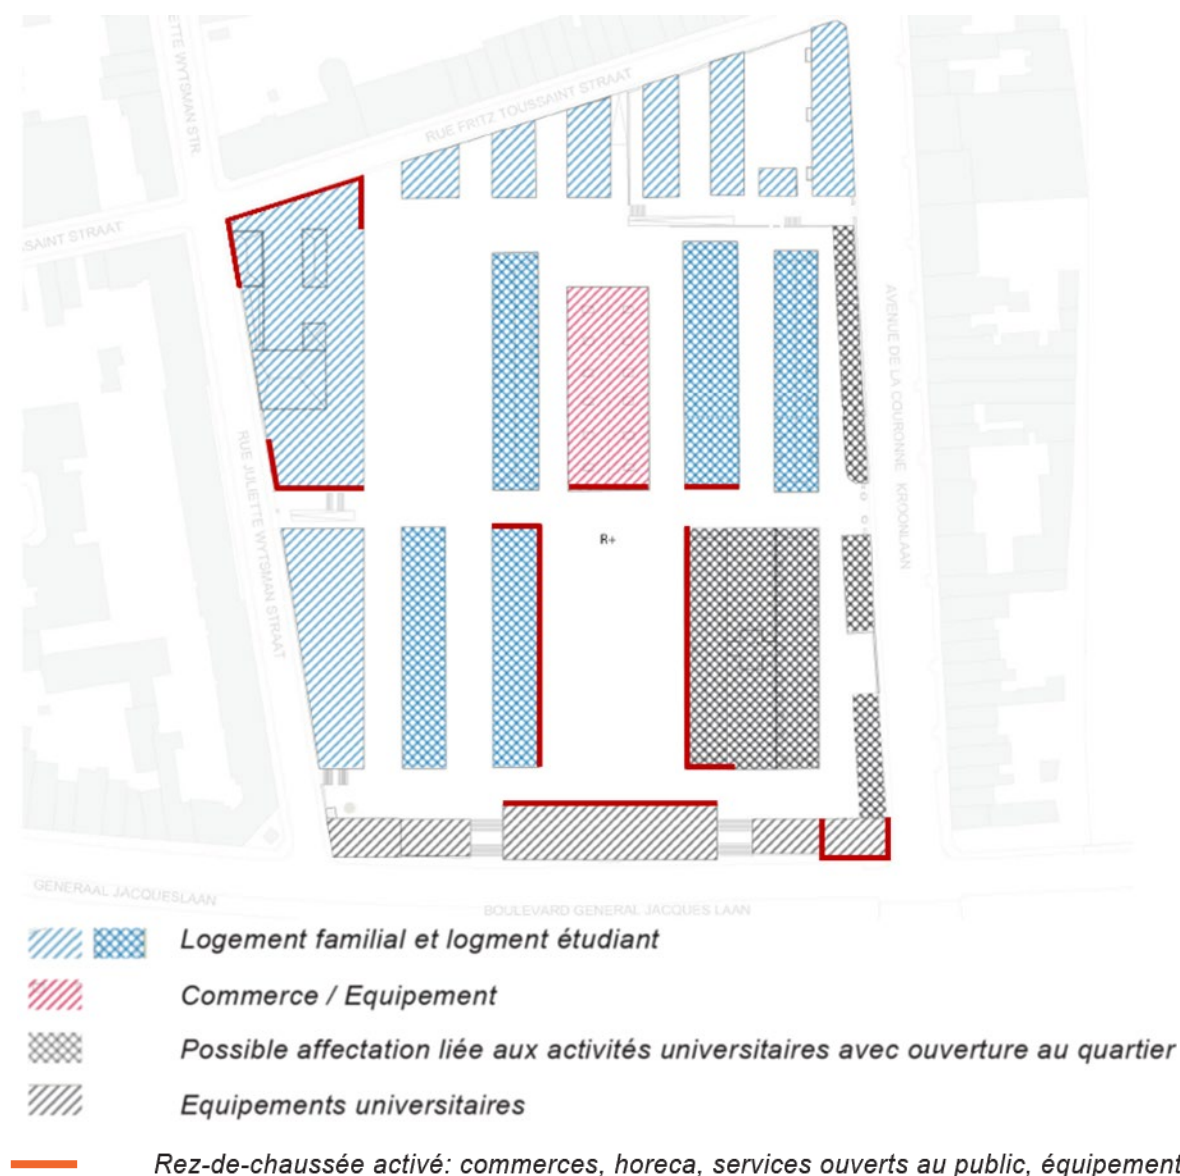 ETTE WYTSMAN STR.
RUE FRITZ TOUSSAINT STRAAT
SAINT STRAAT
AVENUE DE LA COURONNE KROONLAAN
RUE JULIETTE WYTSMAN STRAAT
R+
GENERAAL JACQUESLAAN
BOULEVARD GENERAL JACQUES LAAN
Logement familial et logment étudiant
Commerce / Equipement
Possible affectation liée aux activités universitaires avec ouverture au quartier
Equipements universitaires
Rez-de-chaussée activé: commerces, horeca, services ouverts au public, équipement